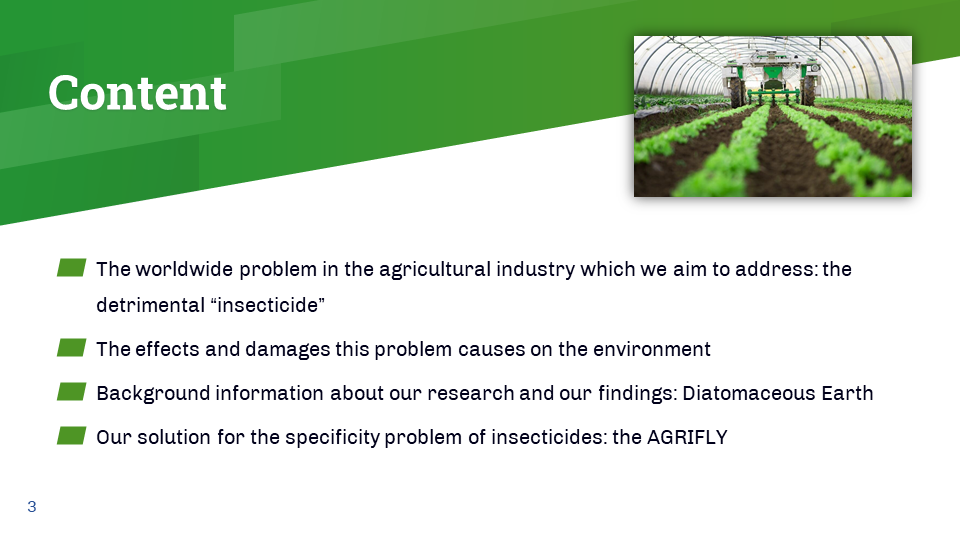 Content
The worldwide problem in the agricultural industry which we aim to address: the
detrimental “insecticide”
The effects and damages this problem causes on the environment
Background information about our research and our findings: Diatomaceous Earth
Our solution for the specificity problem of insecticides: the AGRIFLY
3